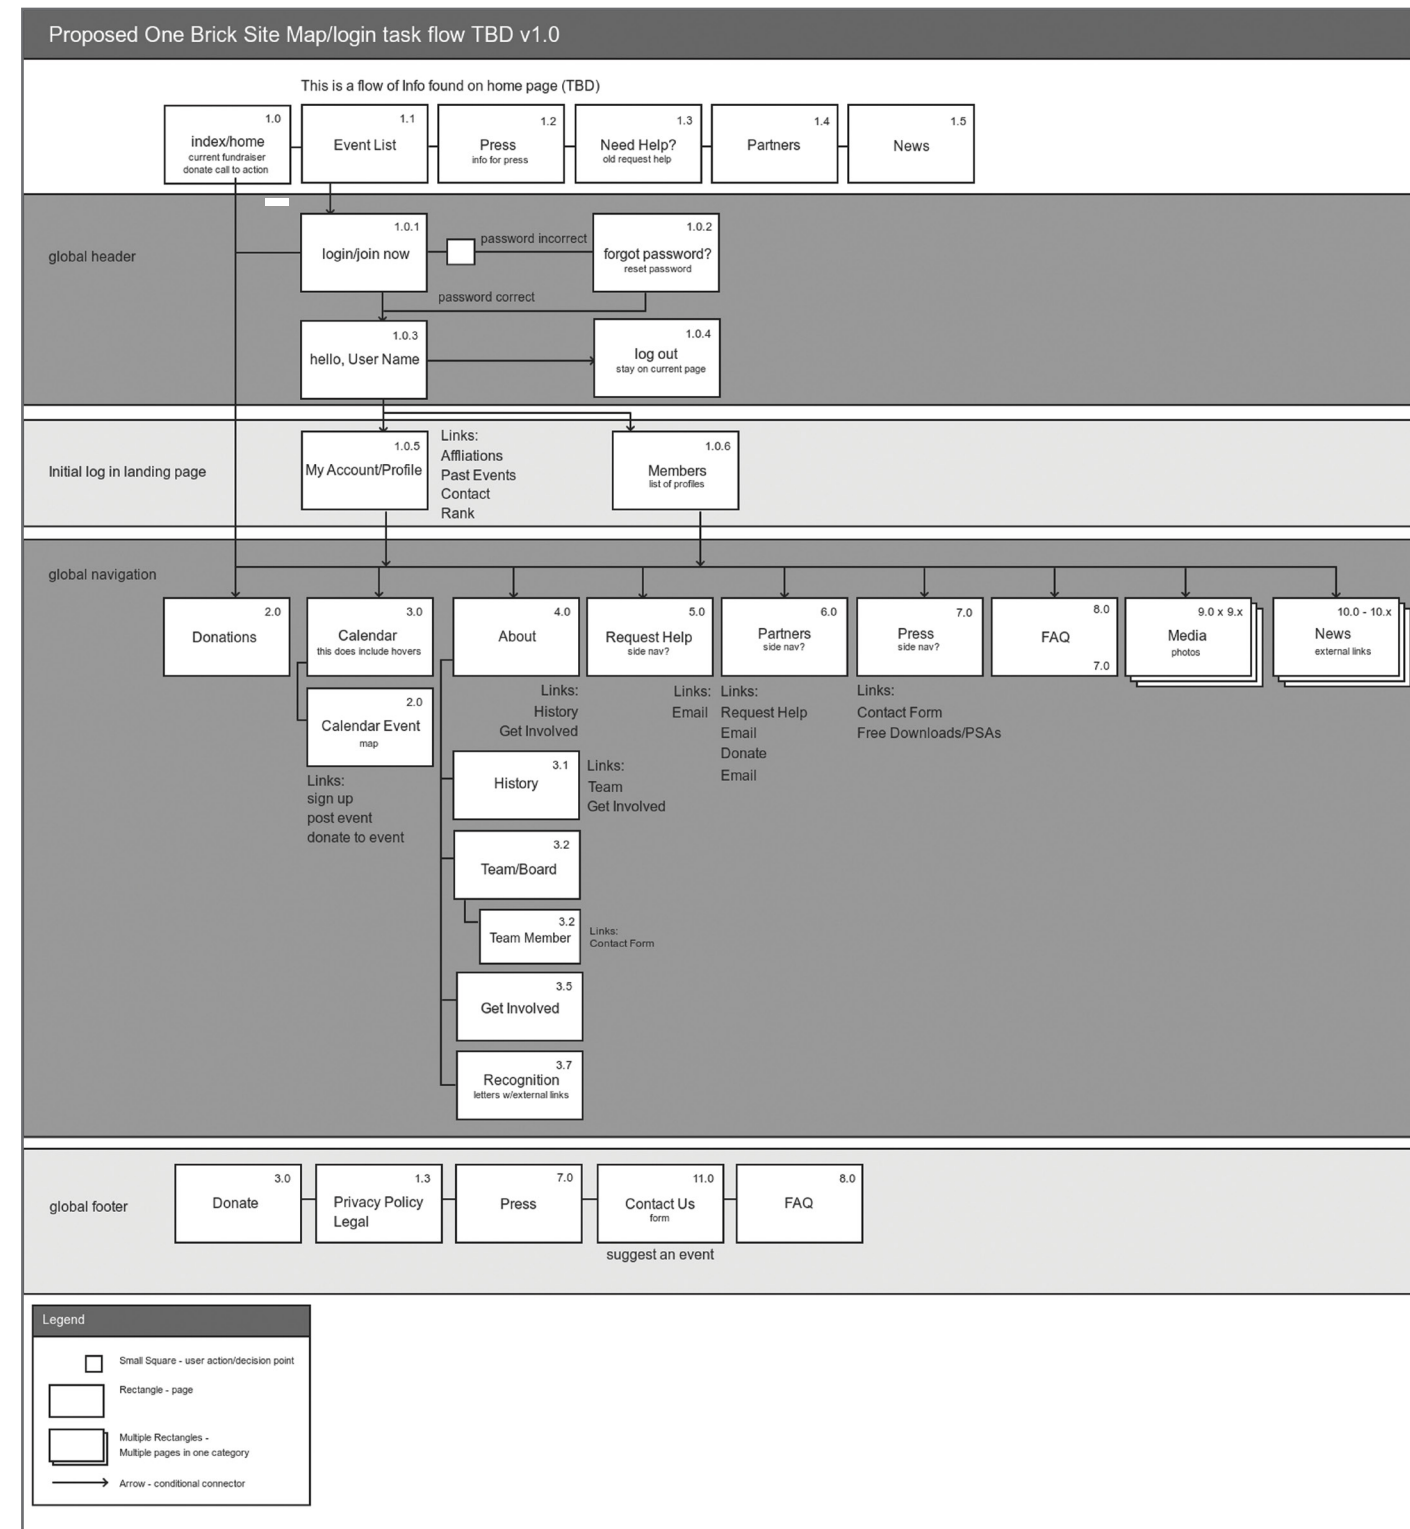 Proposed One Brick Site Map/login task flow TBD v1.0
This is a flow of Info found on home page (TBD)
1.0
index/home
current fundraiser
donate call to action
1.1
Event List
1.2
Press
info for press
1.3
Need Help?
old request help
1.4
Partners
1.5
News
global header
1.0.1
login/join now
password incorrect
1.0.2
forgot password?
reset password
password correct
1.0.3
hello, User Name
1.0.4
log out
stay on current page
Initial log in landing page
1.0.5
My Account/Profile
Links:
Affliations
Past Events
Contact
Rank
1.0.6
Members
list of profiles
global navigation
2.0
Donations
3.0
Calendar
this does include hovers
4.0
About
5.0
Request Help
side nav?
6.0
Partners
side nav?
7.0
Press
side nav?
8.0
FAQ
7.0
9.0 x 9.x
Media
photos
10.0 - 10.x
News
external links
2.0
Calendar Event
map
Links:
sign up
post event
donate to event
Links:
History
Get Involved
Links:
Email
Links:
Request Help
Email
Donate
Email
Links:
Contact Form
Free Downloads/PSAs
3.1
History
Links:
Team
Get Involved
3.2
Team/Board
3.2
Team Member
Links:
Contact Form
3.5
Get Involved
3.7
Recognition
letters w/external links
global footer
3.0
Donate
1.3
Privacy Policy
Legal
7.0
Press
11.0
Contact Us
form
8.0
FAQ
suggest an event
Legend
Small Square - user action/decision point
Rectangle - page
Multiple Rectangles -
Multiple pages in one category
Arrow - conditional connector